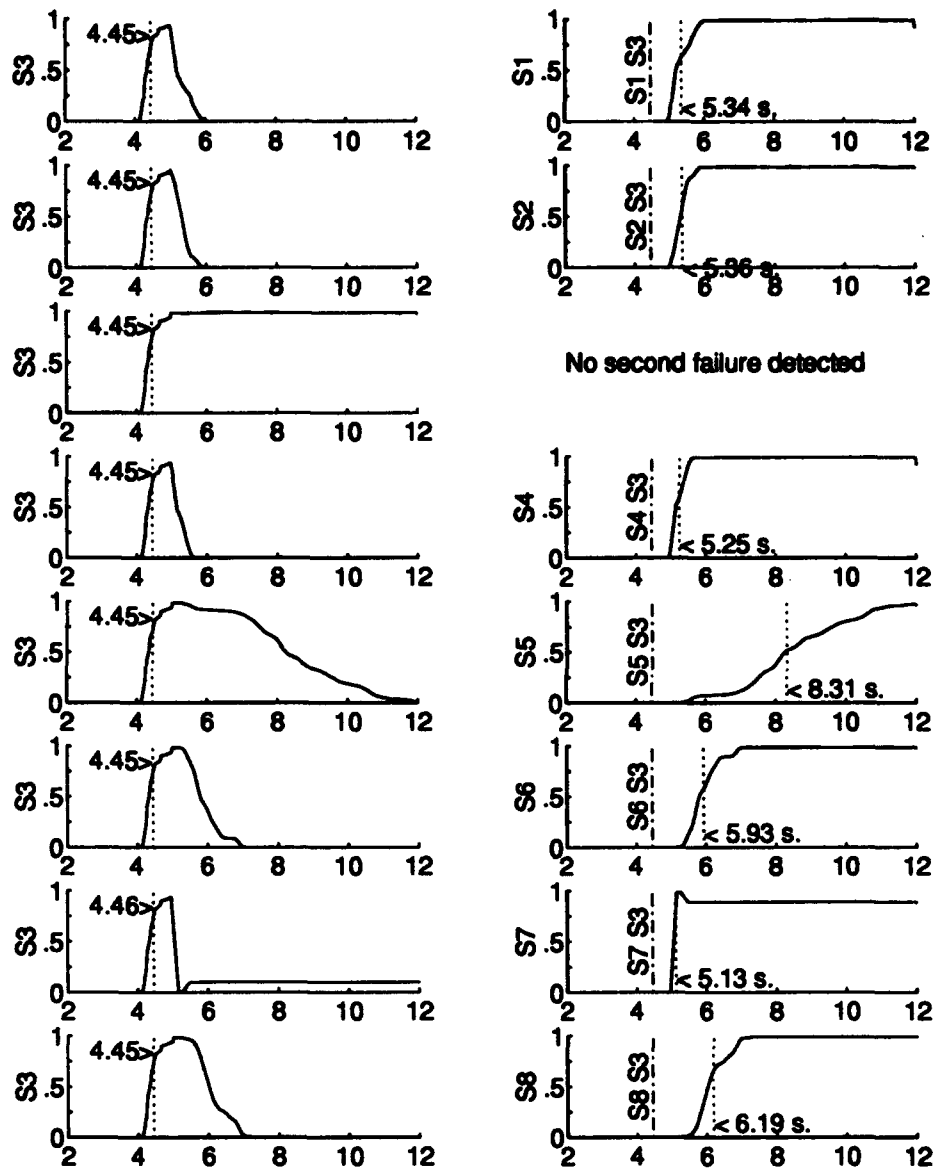 1
.5
0
S3
4.45>
2 4 6 8 10 12
1
.5
0
S1
S1 S3
< 5.34 s.
2 4 6 8 10 12
1
.5
0
S3
4.45>
2 4 6 8 10 12
1
.5
0
S2
S2 S3
< 5.36 s.
2 4 6 8 10 12
1
.5
0
S3
4.45>
2 4 6 8 10 12
No second failure detected
1
.5
0
S3
4.45>
2 4 6 8 10 12
1
.5
0
S4
S4 S3
< 5.25 s.
2 4 6 8 10 12
1
.5
0
S3
4.45>
2 4 6 8 10 12
1
.5
0
S5
S5 S3
< 8.31 s.
2 4 6 8 10 12
1
.5
0
S3
4.45>
2 4 6 8 10 12
1
.5
0
S6
S6 S3
< 5.93 s.
2 4 6 8 10 12
1
.5
0
S3
4.46>
2 4 6 8 10 12
1
.5
0
S7
S7 S3
< 5.13 s.
2 4 6 8 10 12
1
.5
0
S3
4.45>
2 4 6 8 10 12
1
.5
0
S8
S8 S3
< 6.19 s.
2 4 6 8 10 12